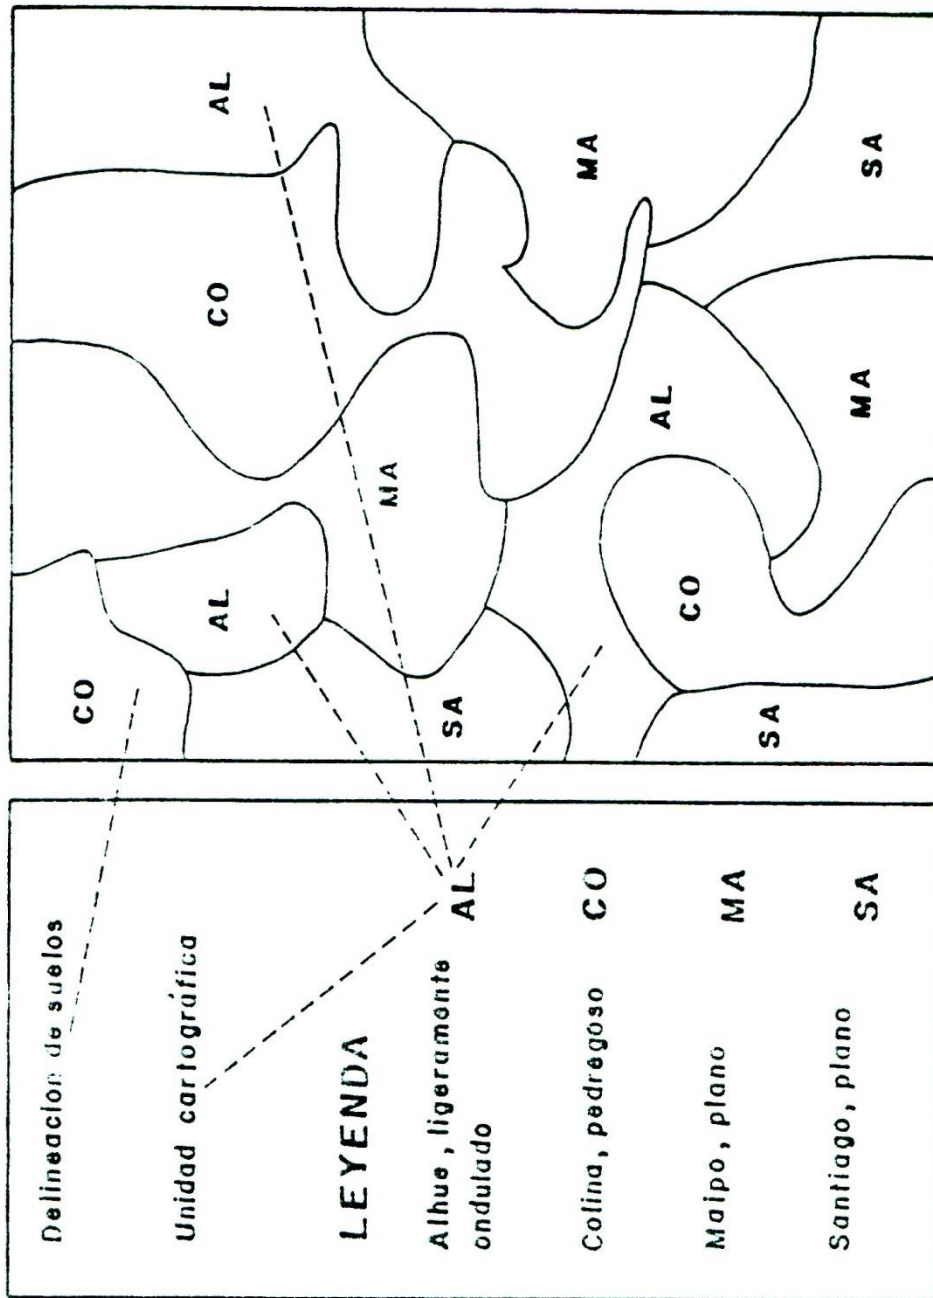 Delineacion de suelos
Unidad cartográfica
LEYENDA
Alhue, ligeramente
ondulado AL
Colina, pedregoso CO
Maipo, plano MA
Santiago, plano SA
CO
AL CO AL
MA
SA
MA
AL
CO
SA
MA
SA